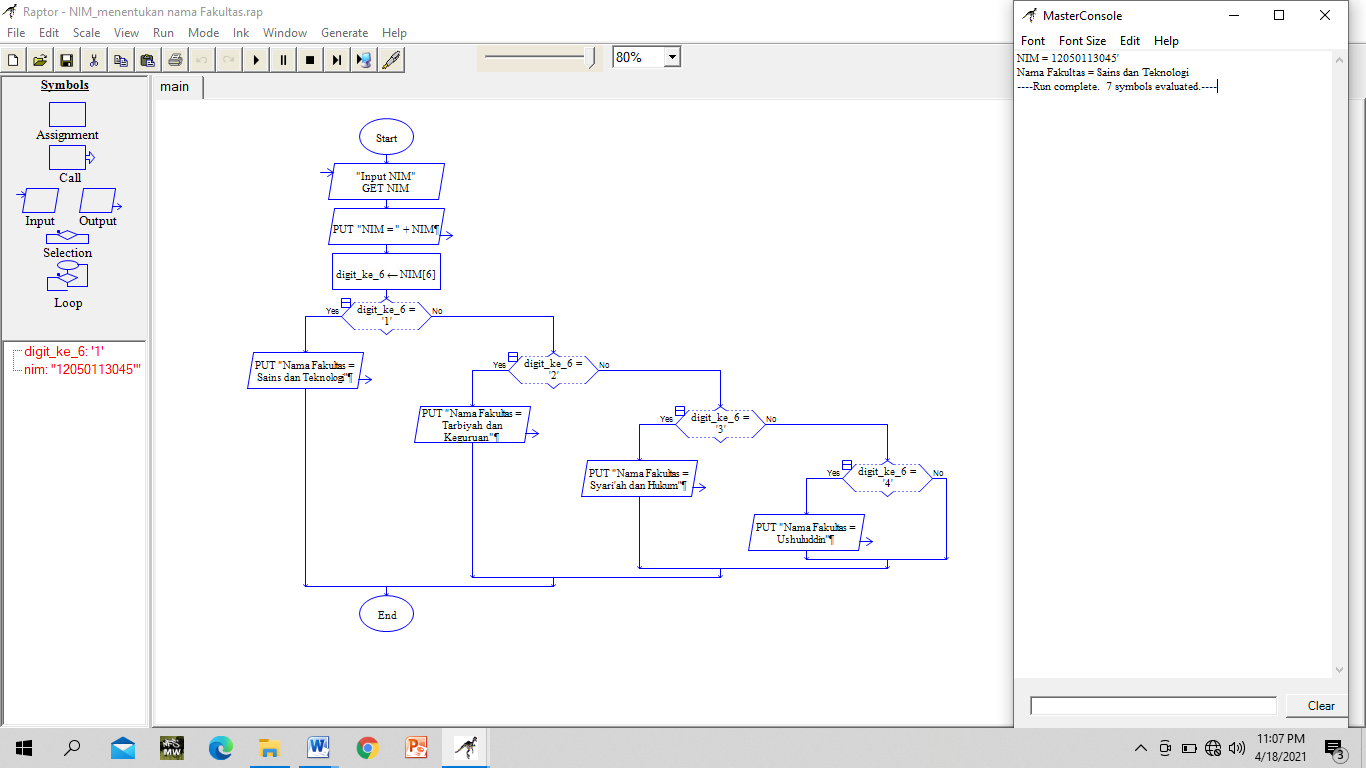 Raptor - NIM_menentukan nama Fakultas.rap
File Edit Scale View Run Mode Ink Window Generate Help
80%
Symbols
Assignment
Call
Input Output
Selection
Loop
digit_ke_6: '1'
nim: "12050113045'"
main
Start
"Input NIM"
GET NIM
PUT "NIM = " + NIM¶
digit_ke_6 ← NIM[6]
Yes
digit_ke_6 =
'1'
No
PUT "Nama Fakultas =
Sains dan Teknologi"¶
Yes
digit_ke_6 =
'2'
No
PUT "Nama Fakultas =
Tarbiyah dan
Keguruan"¶
Yes
digit_ke_6 =
'3'
No
PUT "Nama Fakultas =
Syari'ah dan Hukum"¶
Yes
digit_ke_6 =
'4'
No
PUT "Nama Fakultas =
Ushuluddin"¶
End
MasterConsole
Font Font Size Edit Help
NIM = 12050113045'
Nama Fakultas = Sains dan Teknologi
----Run complete. 7 symbols evaluated.----
Clear
NFS
MW
11:07 PM
4/18/2021
3